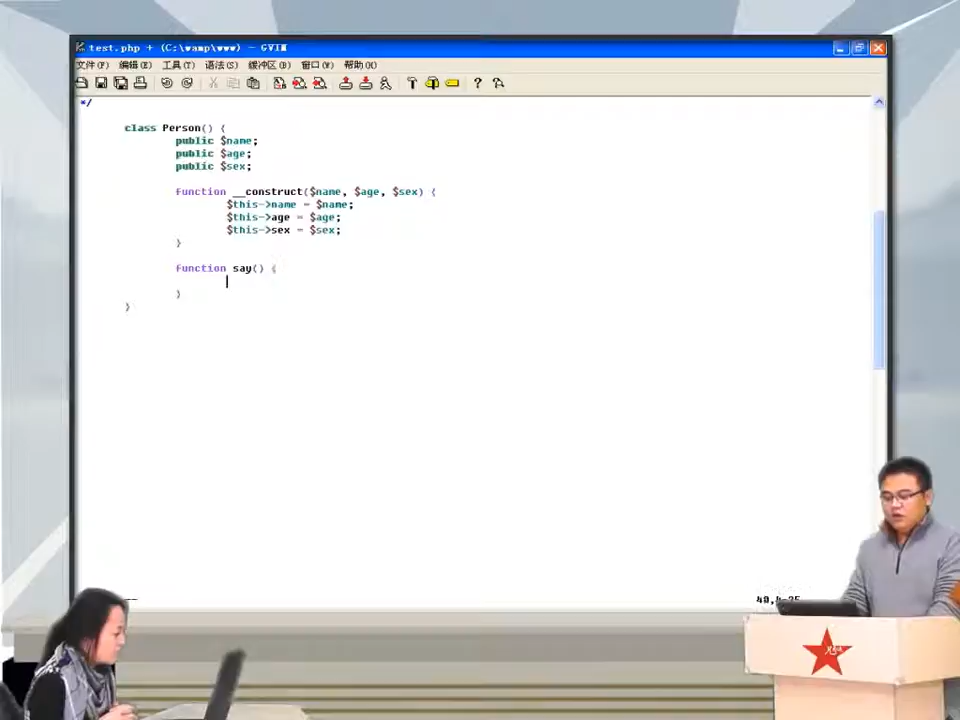 test.php + (C:\wamp\www) - GVIM
文件(F) 编辑(E) 工具(T) 语法(S) 缓冲区(B) 窗口(W) 帮助(H)
*/
class Person() {
public $name;
public $age;
public $sex;
function __construct($name, $age, $sex) {
$this->name = $name;
$this->age = $age;
$this->sex = $sex;
}
function say() {
}
}